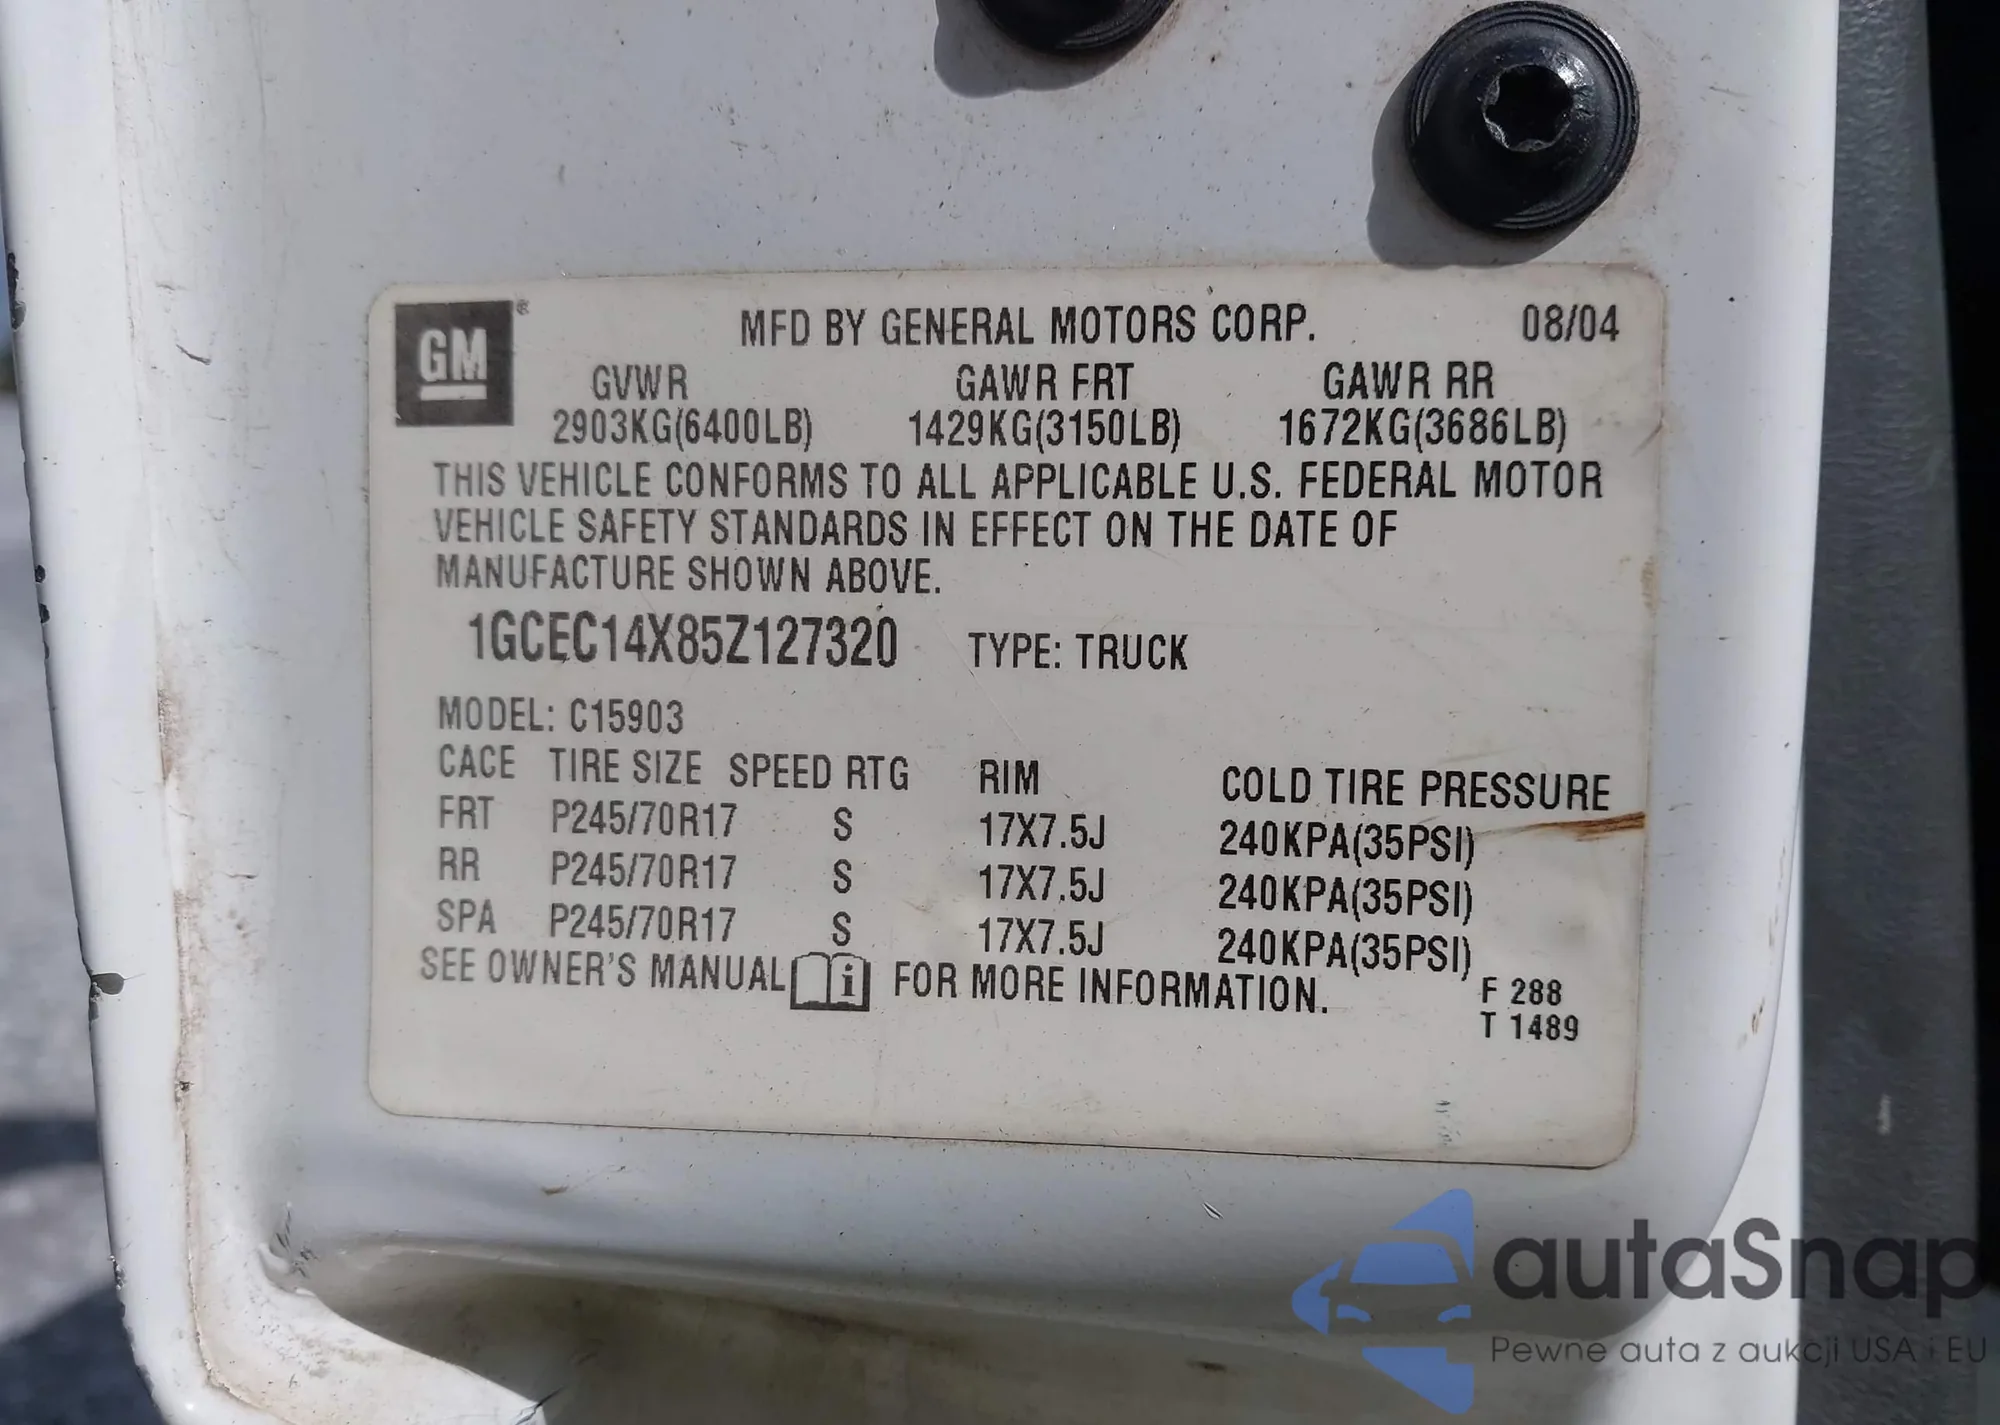 GM®
MFD BY GENERAL MOTORS CORP. 08/04
GVWR GAWR FRT GAWR RR
2903KG(6400LB) 1429KG(3150LB) 1672KG(3686LB)
THIS VEHICLE CONFORMS TO ALL APPLICABLE U.S. FEDERAL MOTOR
VEHICLE SAFETY STANDARDS IN EFFECT ON THE DATE OF
MANUFACTURE SHOWN ABOVE.
1GCEC14X85Z127320 TYPE: TRUCK
MODEL: C15903
CACE TIRE SIZE SPEED RTG RIM COLD TIRE PRESSURE
FRT P245/70R17 S 17X7.5J 240KPA(35PSI)
RR P245/70R17 S 17X7.5J 240KPA(35PSI)
SPA P245/70R17 S 17X7.5J 240KPA(35PSI)
SEE OWNER'S MANUAL i FOR MORE INFORMATION.
F 288
T 1489
autaSnap
Pewne auta z aukcji USA i EU